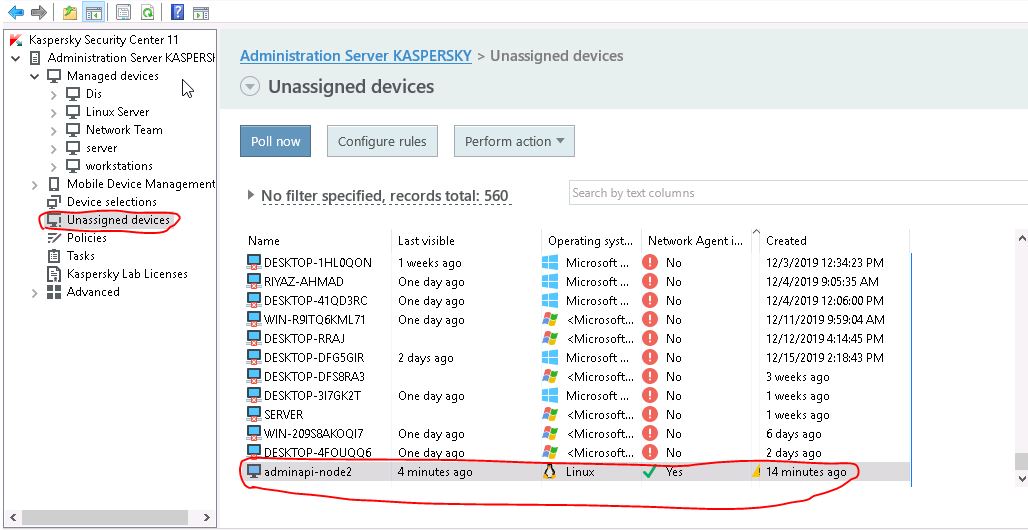 Kaspersky Security Center 11
Administration Server KASPERSK
Managed devices
Dis
Linux Server
Network Team
server
workstations
Mobile Device Management
Device selections
Unassigned devices
Policies
Tasks
Kaspersky Lab Licenses
Advanced
Administration Server KASPERSKY > Unassigned devices
Unassigned devices
Poll now Configure rules Perform action
No filter specified, records total: 560 Search by text columns
Name Last visible Operating syst... Network Agent i... Created
DESKTOP-1HL0QON 1 weeks ago Microsoft ... No 12/3/2019 12:34:23 PM
RIYAZ-AHMAD One day ago Microsoft ... No 12/4/2019 9:05:35 AM
DESKTOP-41QD3RC One day ago Microsoft ... No 12/4/2019 12:06:00 PM
WIN-R9ITQ6KML71 One day ago <Microsoft... No 12/11/2019 9:59:04 AM
DESKTOP-RRAJ <Microsoft... No 12/12/2019 4:14:45 PM
DESKTOP-DFG5GIR 2 days ago Microsoft ... No 12/15/2019 2:18:43 PM
DESKTOP-DFS8RA3 <Microsoft... No 3 weeks ago
DESKTOP-3I7GK2T One day ago Microsoft ... No 1 weeks ago
SERVER <Microsoft... No 1 weeks ago
WIN-209S8AKOQI7 One day ago <Microsoft... No 6 days ago
DESKTOP-4FOUQQ6 One day ago <Microsoft... No 2 days ago
adminapi-node2 4 minutes ago Linux Yes 14 minutes ago